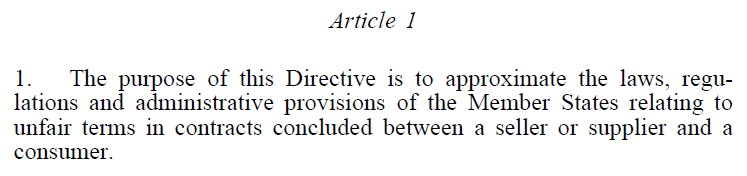 Article 1
1. The purpose of this Directive is to approximate the laws, regu-
lations and administrative provisions of the Member States relating to
unfair terms in contracts concluded between a seller or supplier and a
consumer.